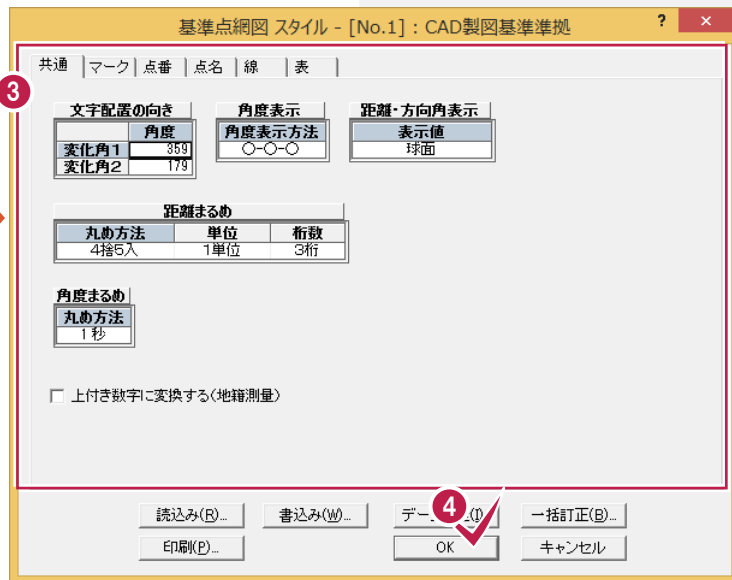 基準点網図 スタイル - [No.1] : CAD製図基準準拠 ? ×
共通 マーク 点番 点名 線 表
3
文字配置の向き 角度表示 距離・方向角表示
角度 角度表示方法 表示値
変化角1 359 ○-○-○ 球面
変化角2 179
距離まるめ
丸め方法 単位 桁数
4捨5入 1単位 3桁
角度まるめ
丸め方法
1秒
上付き数字に変換する(地籍測量)
読込み(R)... 書込み(W)... 一括訂正(B)...
4
印刷(P)... OK キャンセル